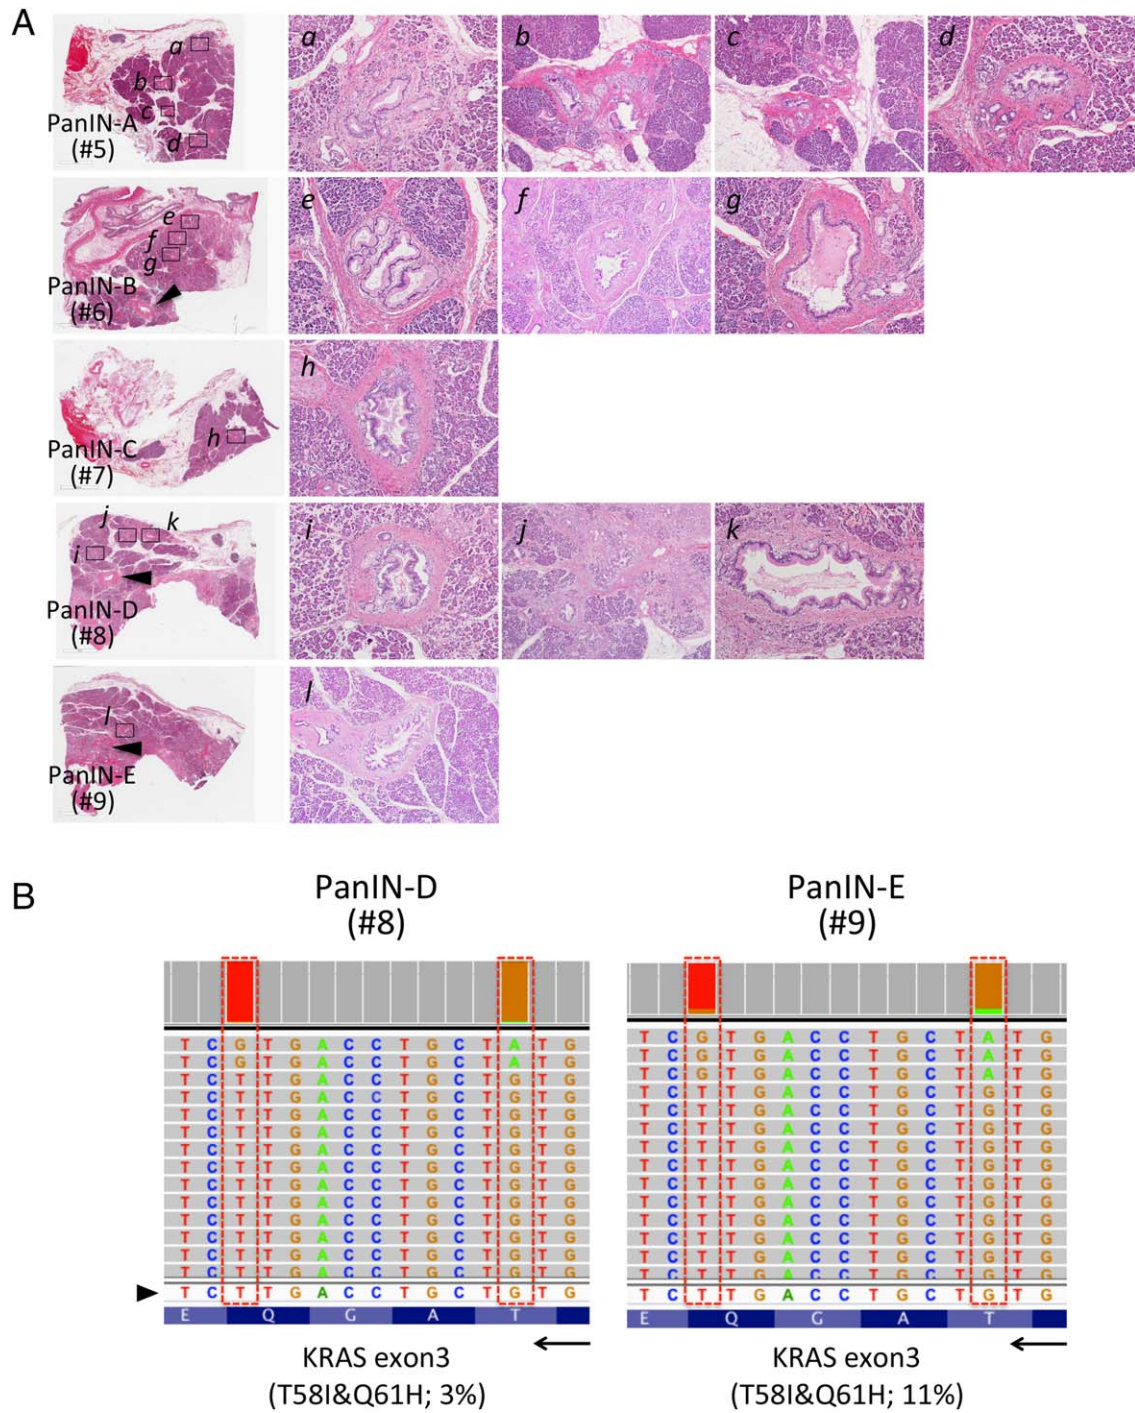 A
a
b
c
d
PanIN-A
(#5)
a
b
c
d
e
f
g
PanIN-B
(#6)
e
f
g
h
PanIN-C
(#7)
h
j
k
i
PanIN-D
(#8)
i
j
k
l
PanIN-E
(#9)
l
B
PanIN-D
(#8)
T C G T G A C C T G C T A T G
T C G T G A C C T G C T A T G
T C T T G A C C T G C T G T G
T C T T G A C C T G C T G T G
T C T T G A C C T G C T G T G
T C T T G A C C T G C T G T G
T C T T G A C C T G C T G T G
T C T T G A C C T G C T G T G
T C T T G A C C T G C T G T G
T C T T G A C C T G C T G T G
T C T T G A C C T G C T G T G
T C T T G A C C T G C T G T G
T C T T G A C C T G C T G T G
T C T T G A C C T G C T G T G
T C T T G A C C T G C T G T G
E Q G A T
KRAS exon3
(T58I&Q61H; 3%)
PanIN-E
(#9)
T C G T G A C C T G C T A T G
T C G T G A C C T G C T A T G
T C G T G A C C T G C T A T G
T C T T G A C C T G C T G T G
T C T T G A C C T G C T G T G
T C T T G A C C T G C T G T G
T C T T G A C C T G C T G T G
T C T T G A C C T G C T G T G
T C T T G A C C T G C T G T G
T C T T G A C C T G C T G T G
T C T T G A C C T G C T G T G
T C T T G A C C T G C T G T G
T C T T G A C C T G C T G T G
T C T T G A C C T G C T G T G
T C T T G A C C T G C T G T G
E Q G A T
KRAS exon3
(T58I&Q61H; 11%)